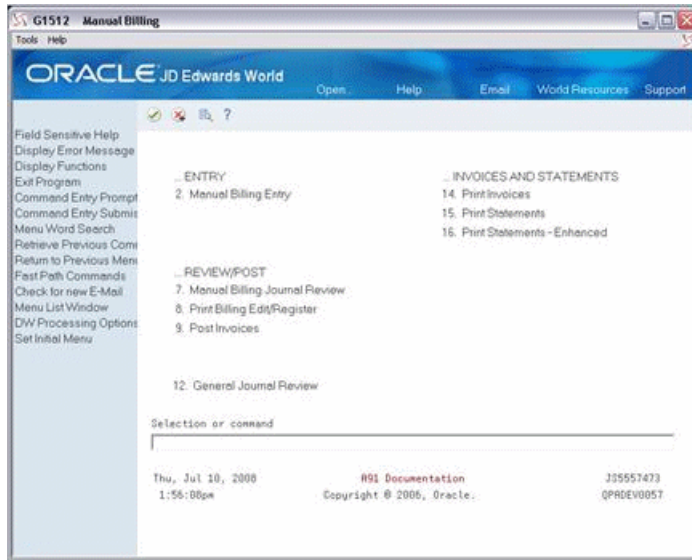 G1512 Manual Billing
Tools Help
ORACLE JD Edwards World
Open.. Help Email World Resources Support
?
Field Sensitive Help
Display Error Message
Display Functions
Exit Program
Command Entry Prompt
Command Entry Submis
Menu Word Search
Retrieve Previous Com
Return to Previous Men
Fast Path Commands
Check for new E-Mail
Menu List Window
DW Processing Options
Set Initial Menu
... ENTRY
2. Manual Billing Entry
... REVIEW/POST
7. Manual Billing Journal Review
8. Print Billing Edit/Register
9. Post Invoices
12. General Journal Review
... INVOICES AND STATEMENTS
14. Print Invoices
15. Print Statements
16. Print Statements - Enhanced
Selection or command
Thu, Jul 10, 2008 A91 Documentation JS5557473
1:56:08pm Copyright © 2006, Oracle. QPADEV0057